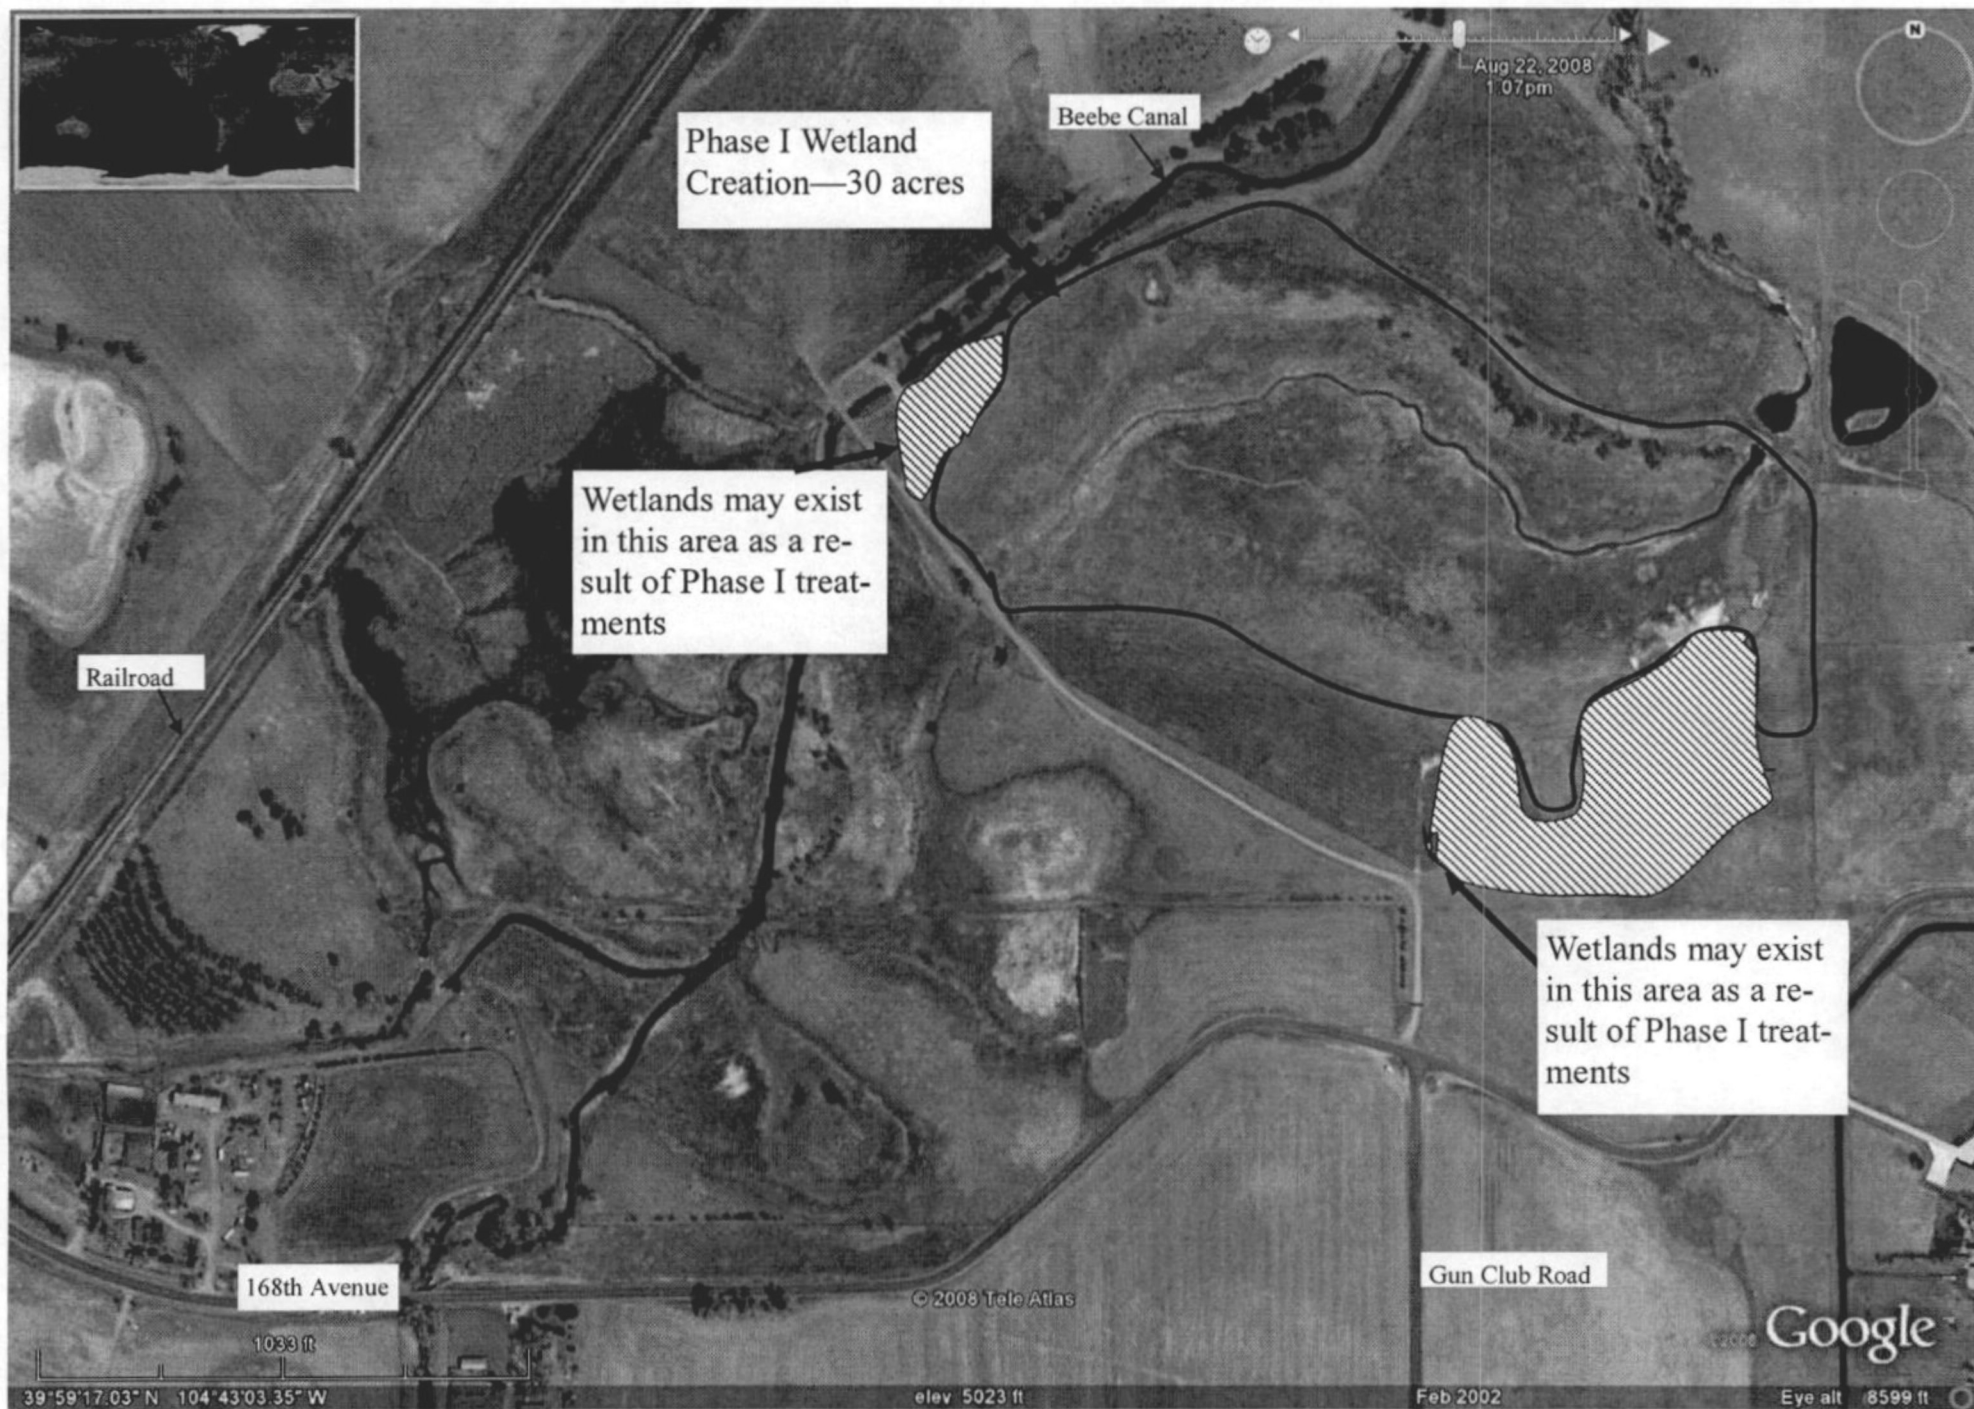 N
Aug 22, 2008
1:07pm
Beebe Canal
Phase I Wetland
Creation—30 acres
Wetlands may exist
in this area as a re-
sult of Phase I treat-
ments
Railroad
Wetlands may exist
in this area as a re-
sult of Phase I treat-
ments
168th Avenue
Gun Club Road
© 2008 Tele Atlas
©2008 Google
1033 ft
39°59'17.03" N 104°43'03.35" W
elev 5023 ft
Feb 2002
Eye alt 8599 ft